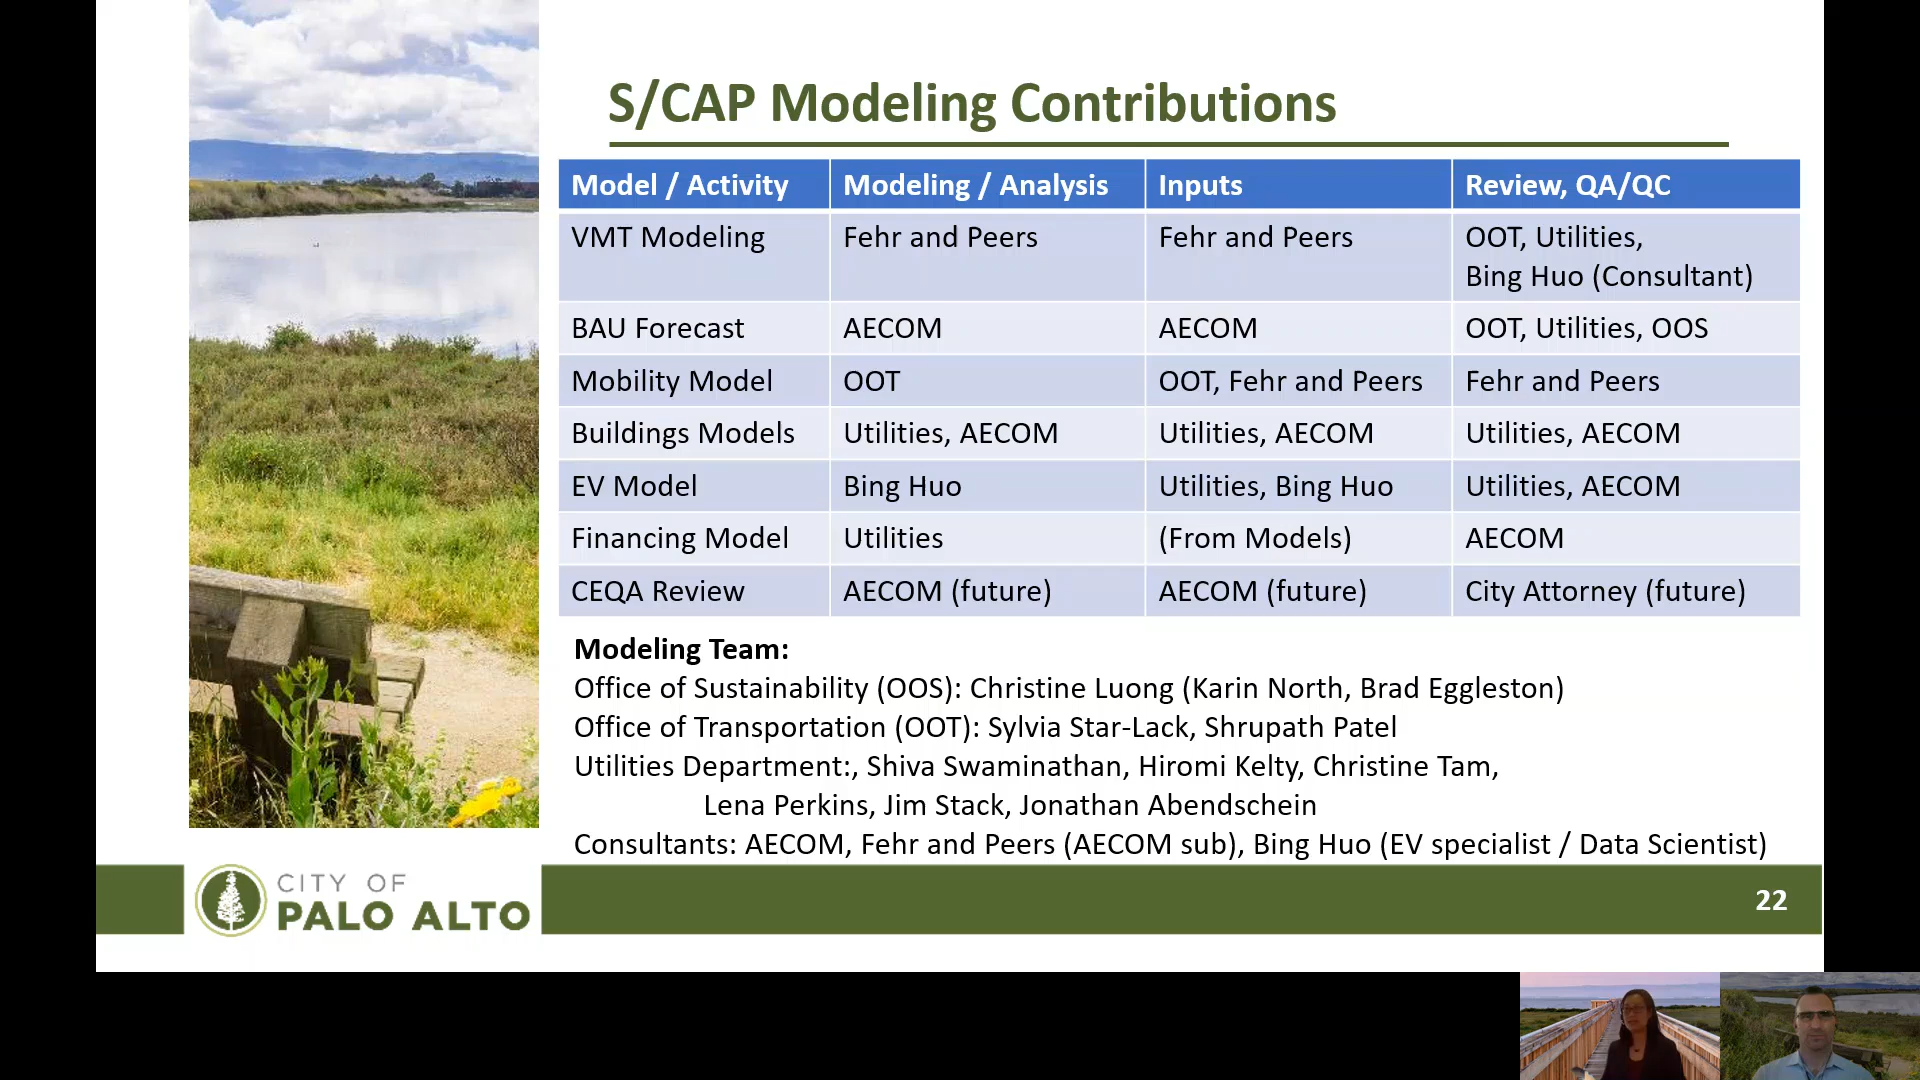 S/CAP Modeling Contributions
Model / Activity Modeling / Analysis Inputs Review, QA/QC
VMT Modeling Fehr and Peers Fehr and Peers OOT, Utilities,
Bing Huo (Consultant)
BAU Forecast AECOM AECOM OOT, Utilities, OOS
Mobility Model OOT OOT, Fehr and Peers Fehr and Peers
Buildings Models Utilities, AECOM Utilities, AECOM Utilities, AECOM
EV Model Bing Huo Utilities, Bing Huo Utilities, AECOM
Financing Model Utilities (From Models) AECOM
CEQA Review AECOM (future) AECOM (future) City Attorney (future)
Modeling Team:
Office of Sustainability (OOS): Christine Luong (Karin North, Brad Eggleston)
Office of Transportation (OOT): Sylvia Star-Lack, Shrupath Patel
Utilities Department:, Shiva Swaminathan, Hiromi Kelty, Christine Tam,
Lena Perkins, Jim Stack, Jonathan Abendschein
Consultants: AECOM, Fehr and Peers (AECOM sub), Bing Huo (EV specialist / Data Scientist)
CITY OF
PALO ALTO
22